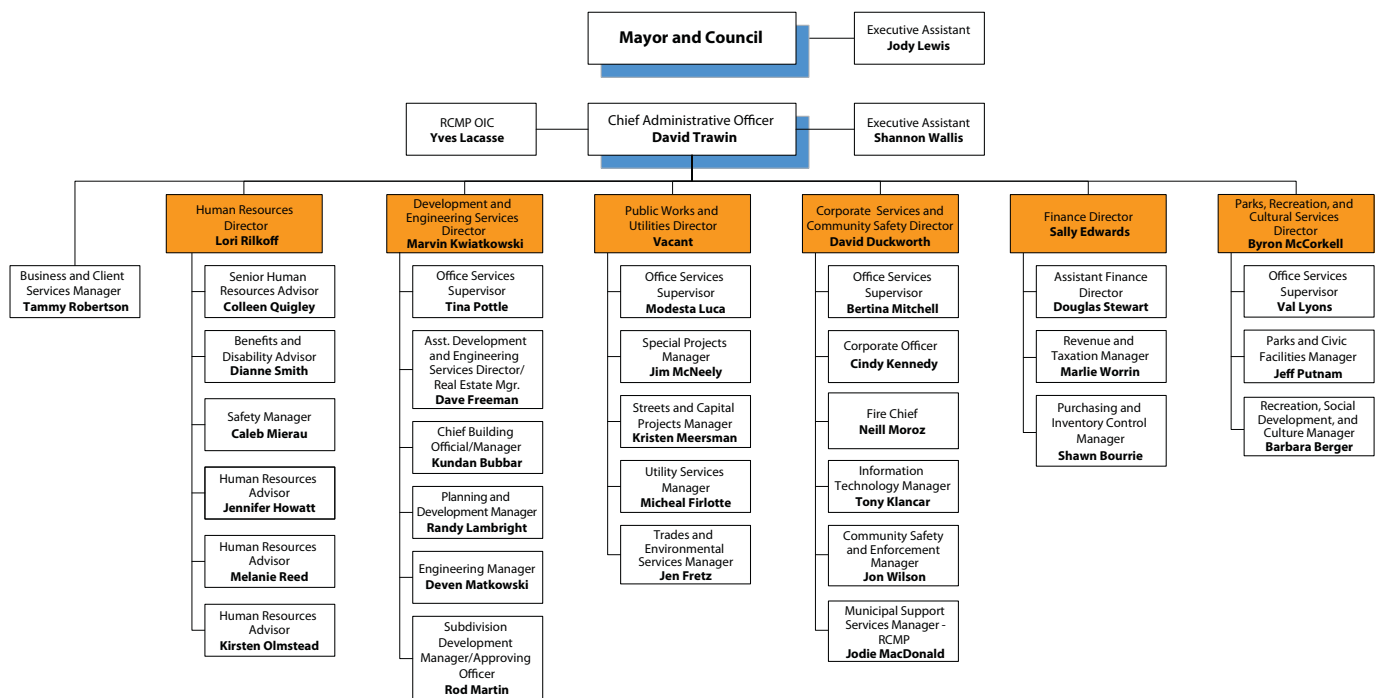 Mayor and Council
Executive Assistant
Jody Lewis
RCMP OIC
Yves Lacasse
Chief Administrative Officer
David Trawin
Executive Assistant
Shannon Wallis
Business and Client
Services Manager
Tammy Robertson
Human Resources
Director
Lori Rilkoff
Senior Human
Resources Advisor
Colleen Quigley
Benefits and
Disability Advisor
Dianne Smith
Safety Manager
Caleb Mierau
Human Resources
Advisor
Jennifer Howatt
Human Resources
Advisor
Melanie Reed
Human Resources
Advisor
Kirsten Olmstead
Development and
Engineering Services
Director
Marvin Kwiatkowski
Office Services
Supervisor
Tina Pottle
Asst. Development
and Engineering
Services Director/
Real Estate Mgr.
Dave Freeman
Chief Building
Official/Manager
Kundan Bubbar
Planning and
Development Manager
Randy Lambright
Engineering Manager
Deven Matkowski
Subdivision
Development
Manager/Approving
Officer
Rod Martin
Public Works and
Utilities Director
Vacant
Office Services
Supervisor
Modesta Luca
Special Projects
Manager
Jim McNeely
Streets and Capital
Projects Manager
Kristen Meersman
Utility Services
Manager
Micheal Firlotte
Trades and
Environmental
Services Manager
Jen Fretz
Corporate Services and
Community Safety Director
David Duckworth
Office Services
Supervisor
Bertina Mitchell
Corporate Officer
Cindy Kennedy
Fire Chief
Neill Moroz
Information
Technology Manager
Tony Klancar
Community Safety
and Enforcement
Manager
Jon Wilson
Municipal Support
Services Manager -
RCMP
Jodie MacDonald
Finance Director
Sally Edwards
Assistant Finance
Director
Douglas Stewart
Revenue and
Taxation Manager
Marlie Worrin
Purchasing and
Inventory Control
Manager
Shawn Bourrie
Parks, Recreation, and
Cultural Services
Director
Byron McCorkell
Office Services
Supervisor
Val Lyons
Parks and Civic
Facilities Manager
Jeff Putnam
Recreation, Social
Development, and
Culture Manager
Barbara Berger